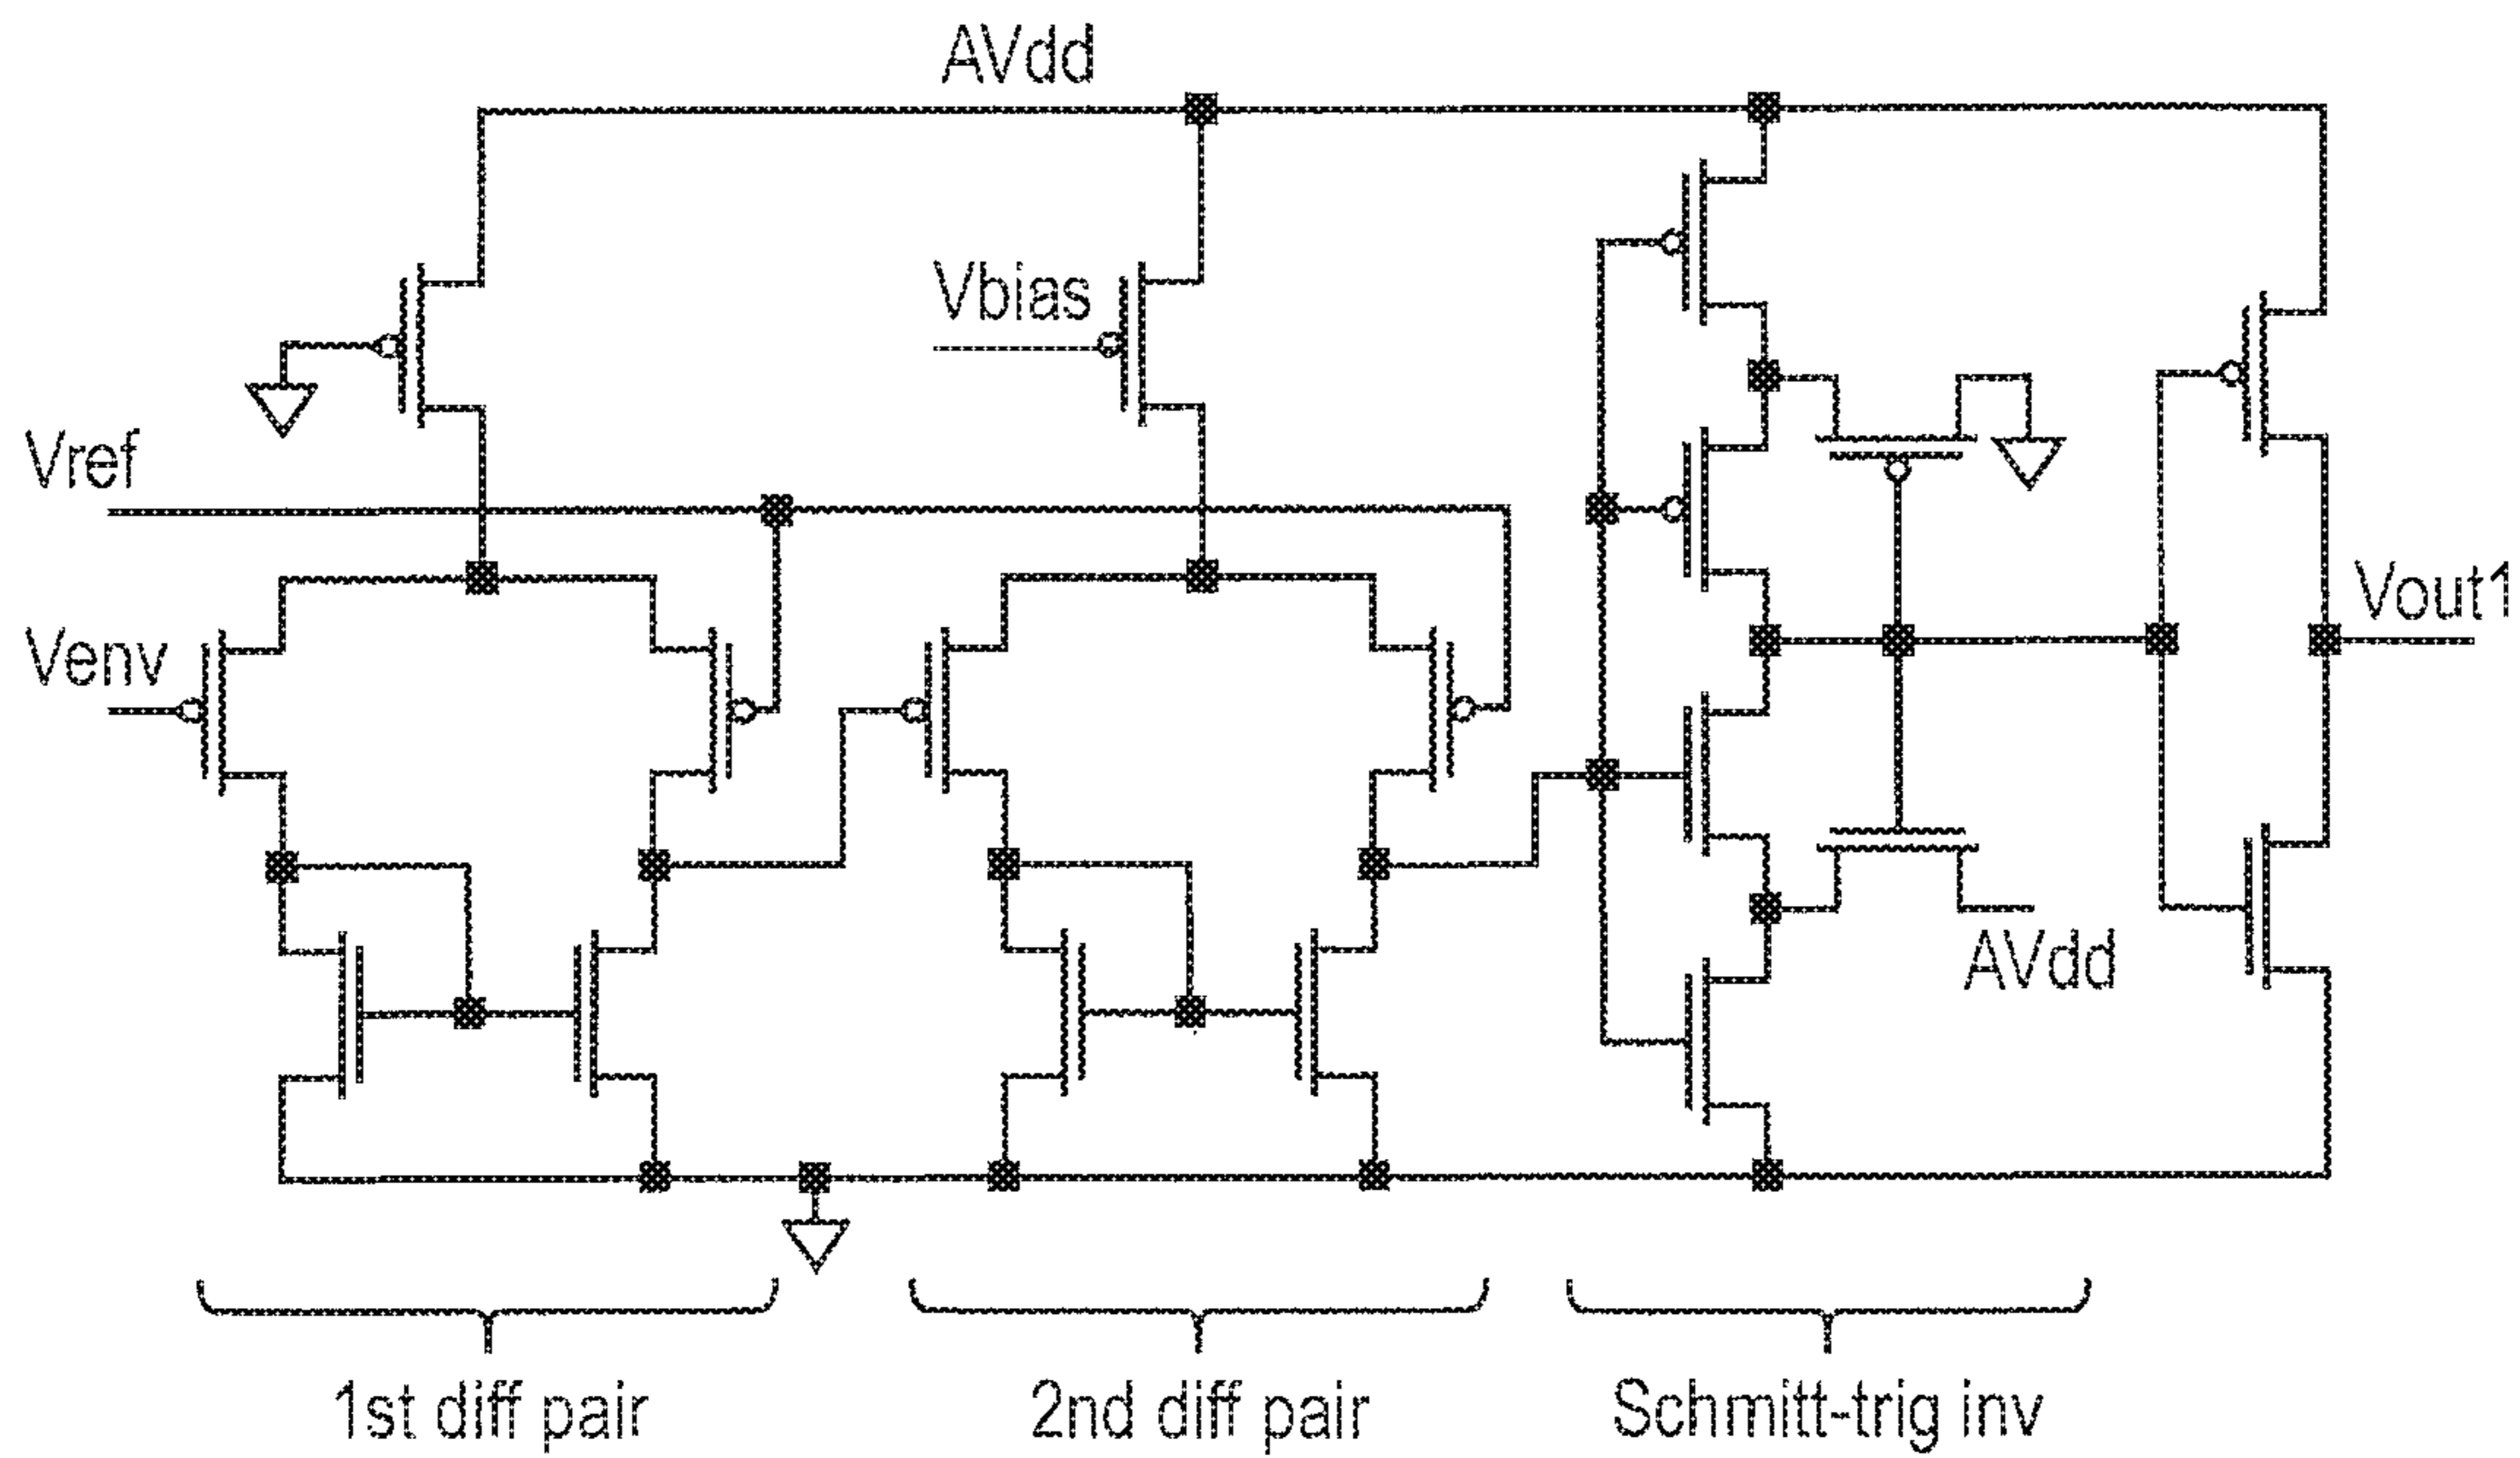 AVdd
Vbias
Vref
Venv
Vout1
AVdd
1st diff pair
2nd diff pair
Schmitt-trig inv